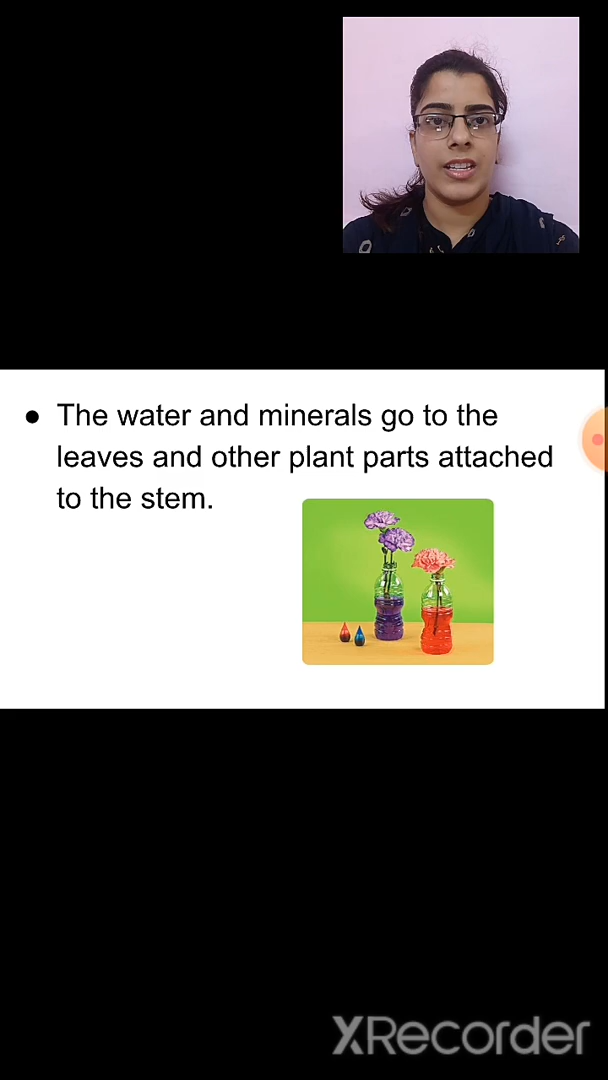 ● The water and minerals go to the
leaves and other plant parts attached
to the stem.
XRecorder